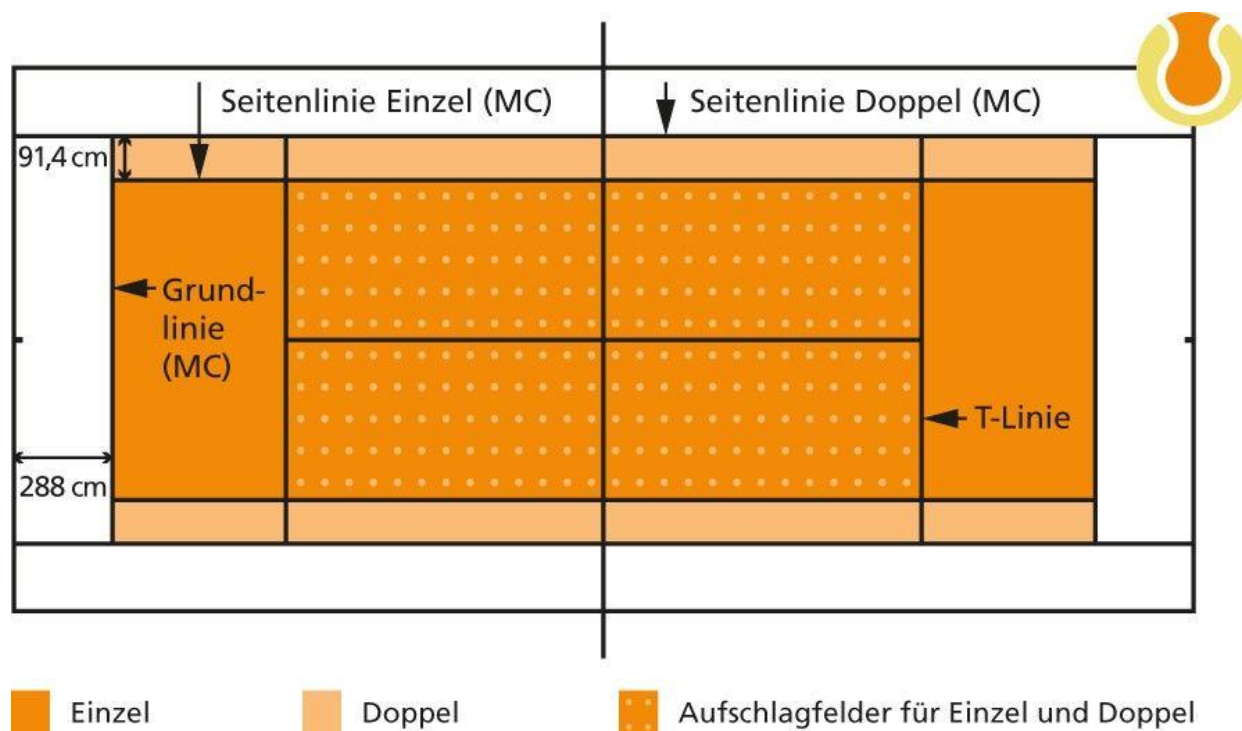 Seitenlinie Einzel (MC)
Seitenlinie Doppel (MC)
91,4 cm
Grund-
linie
(MC)
T-Linie
288 cm
Einzel
Doppel
Aufschlagfelder für Einzel und Doppel